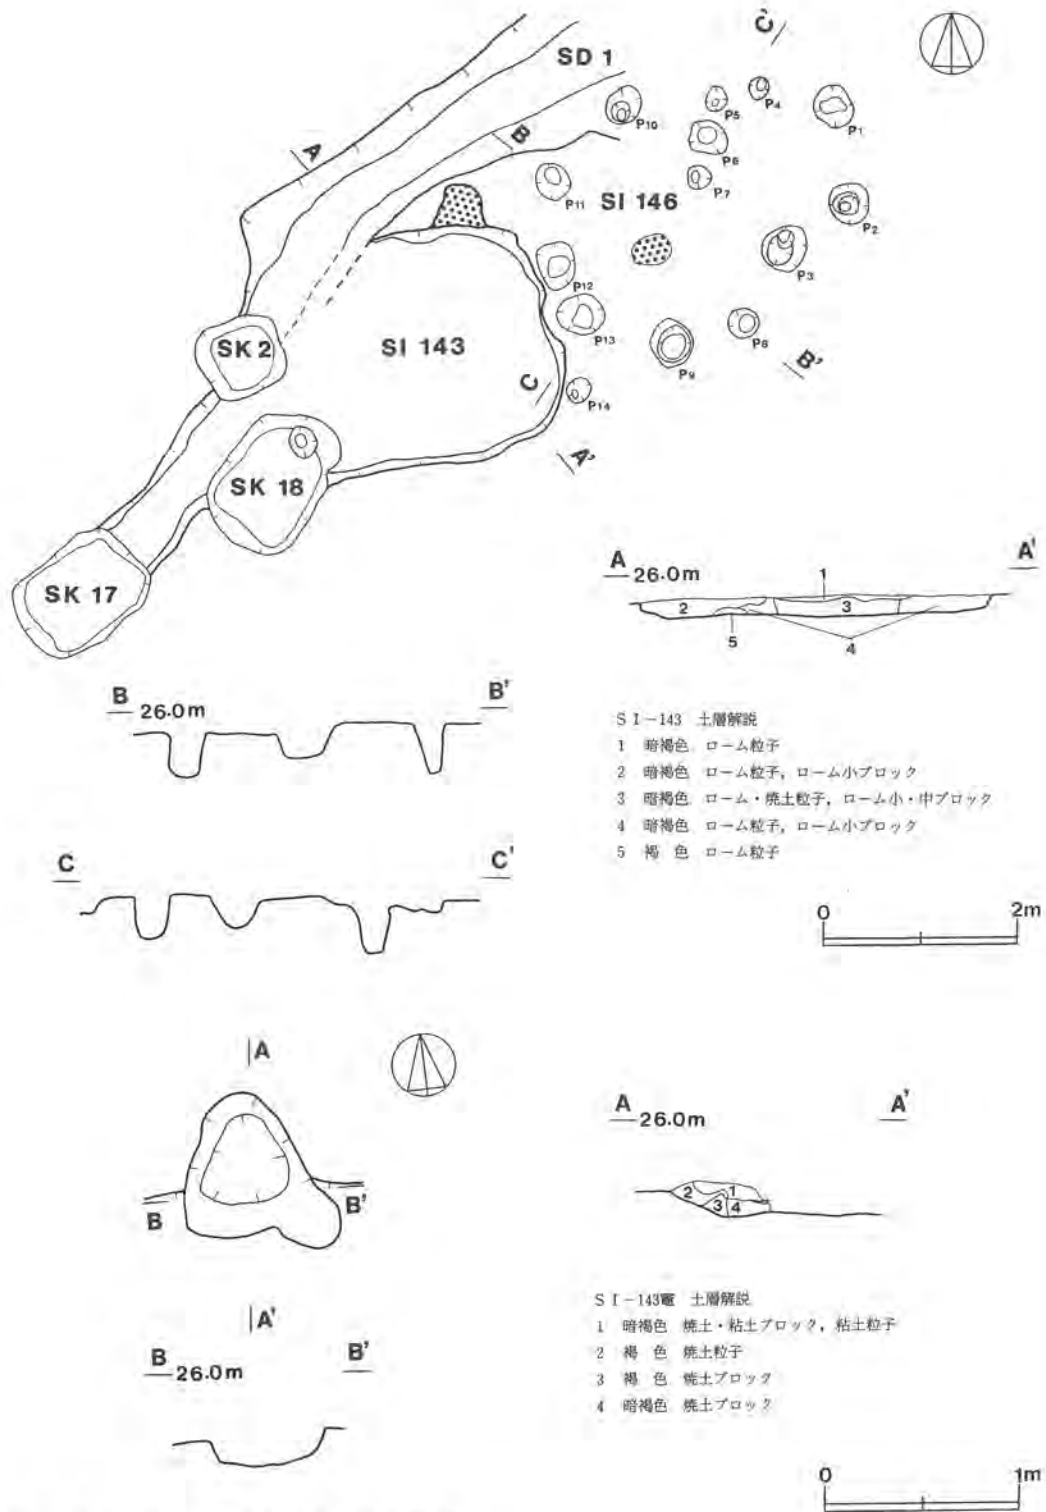 C'
SD 1
P4
P5
P10
P1
A
B
P6
P7
P11
SI 146
P2
P3
P12
SK 2
SI 143
P13
P8
P9
B'
C
P14
A'
SK 18
SK 17
A 26.0m A'
1
2 3
5 4
B 26.0m B'
C C'
SI-143 土層解説
1 暗褐色 ローム粒子
2 暗褐色 ローム粒子, ローム小ブロック
3 暗褐色 ローム・焼土粒子, ローム小・中ブロック
4 暗褐色 ローム粒子, ローム小ブロック
5 褐 色 ローム粒子
0 2m
A
B B'
A'
B 26.0m B'
A 26.0m A'
2 1
3 4
SI-143竈 土層解説
1 暗褐色 焼土・粘土ブロック, 粘土粒子
2 褐 色 焼土粒子
3 褐 色 焼土ブロック
4 暗褐色 焼土ブロック
0 1m